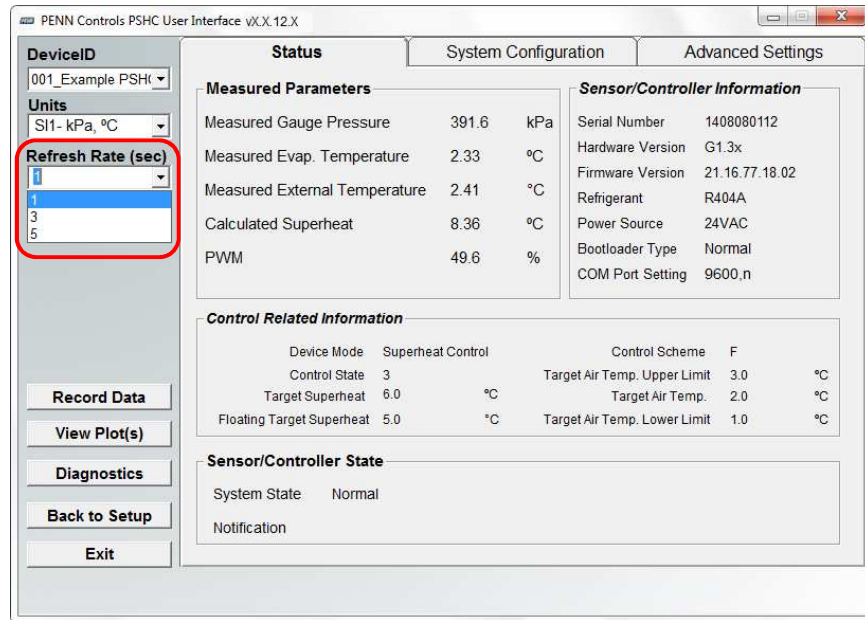 PENN Controls PSHC User Interface vX.X.12.X
DeviceID
001_Example PSH(
Units
SI1- kPa, ºC
Refresh Rate (sec)
1
1
3
5
Record Data
View Plot(s)
Diagnostics
Back to Setup
Exit
Status System Configuration Advanced Settings
Measured Parameters
Measured Gauge Pressure 391.6 kPa
Measured Evap. Temperature 2.33 ºC
Measured External Temperature 2.41 °C
Calculated Superheat 8.36 ºC
PWM 49.6 %
Sensor/Controller Information
Serial Number 1408080112
Hardware Version G1.3x
Firmware Version 21.16.77.18.02
Refrigerant R404A
Power Source 24VAC
Bootloader Type Normal
COM Port Setting 9600,n
Control Related Information
Device Mode Superheat Control
Control State 3
Target Superheat 6.0 ºC
Floating Target Superheat 5.0 °C
Control Scheme F
Target Air Temp. Upper Limit 3.0 ºC
Target Air Temp. 2.0 ºC
Target Air Temp. Lower Limit 1.0 ºC
Sensor/Controller State
System State Normal
Notification